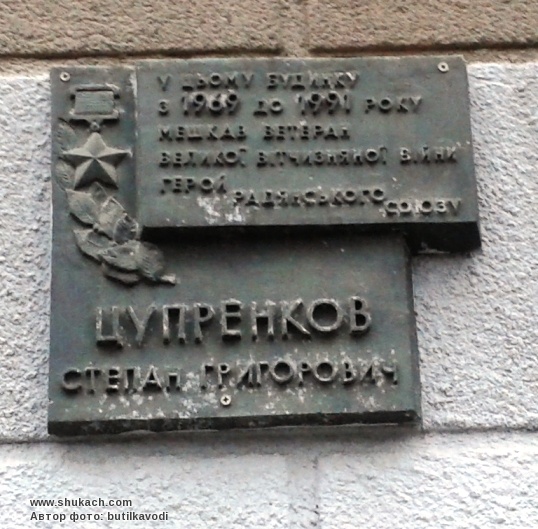 У ЦЬОМУ БУДИНКУ
З 1969 ДО 1991 РОКУ
МЕШКАВ ВЕТЕРАН
ВЕЛИКОЇ ВІТЧИЗНЯНОЇ ВІЙНИ
ГЕРОЙ РАДЯНСЬКОГО СОЮЗУ
ЦУПРЕНКОВ
СТЕПАН ГРИГОРОВИЧ
www.shukach.com
Автор фото: butilkavodi